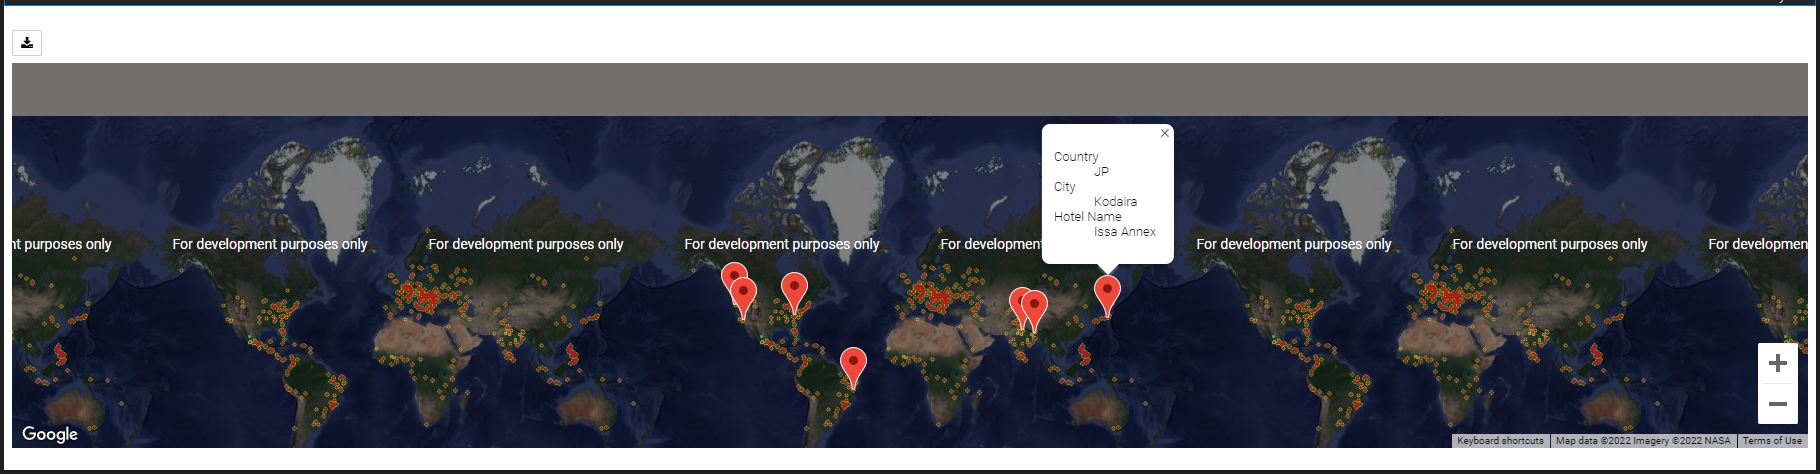 Country
JP
City
Kodaira
Hotel Name
Issa Annex
nt purposes only
For development purposes only
For development purposes only
For development purposes only
For developmen
For development purposes only
For development purposes only
For developmen
Google
Keyboard shortcuts
Map data ©2022 Imagery ©2022 NASA
Terms of Use